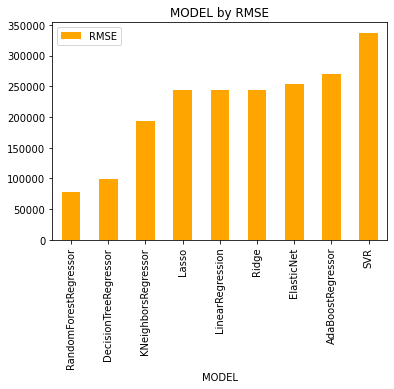 MODEL by RMSE
RMSE
350000
300000
250000
200000
150000
100000
50000
0
RandomForestRegressor
DecisionTreeRegressor
KNeighborsRegressor
Lasso
LinearRegression
Ridge
ElasticNet
AdaBoostRegressor
SVR
MODEL